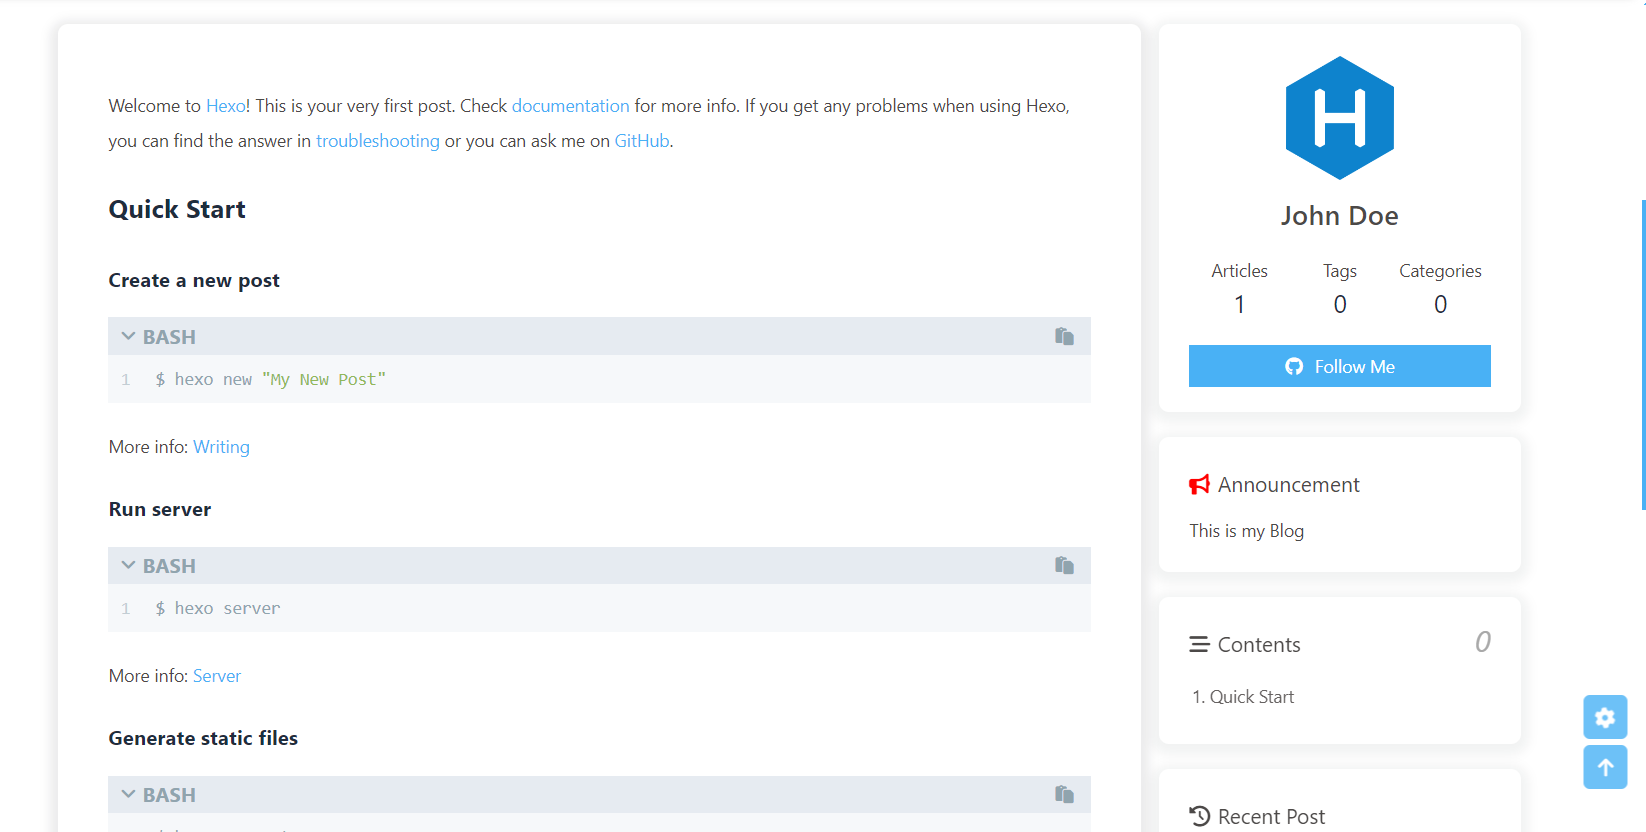 Welcome to Hexo! This is your very first post. Check documentation for more info. If you get any problems when using Hexo,
you can find the answer in troubleshooting or you can ask me on GitHub.
Quick Start
Create a new post
BASH
1 $ hexo new "My New Post"
More info: Writing
Run server
BASH
1 $ hexo server
More info: Server
Generate static files
BASH
H
John Doe
Articles Tags Categories
1 0 0
Follow Me
Announcement
This is my Blog
Contents 0
1. Quick Start
Recent Post